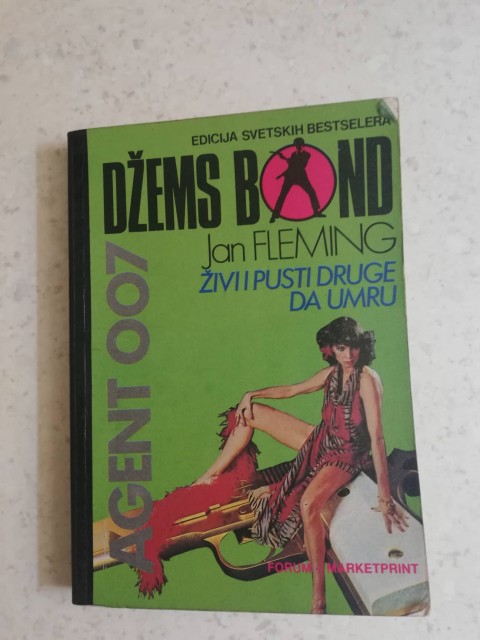 EDICIJA SVETSKIH BESTSELERA
DŽEMS BOND
Jan FLEMING
ŽIVI I PUSTI DRUGE
DA UMRU
AGENT 007
FORUM - MARKETPRINT